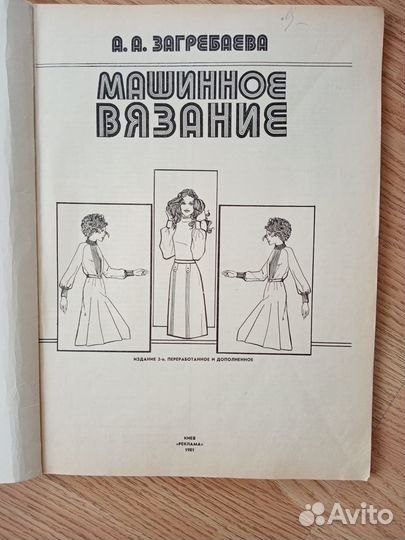 А. А. ЗАГРЕБАЕВА
МАШИННОЕ
ВЯЗАНИЕ
ИЗДАНИЕ 2-е, ПЕРЕРАБОТАННОЕ И ДОПОЛНЕННОЕ
КИЕВ
«РЕКЛАМА»
1981
Avito